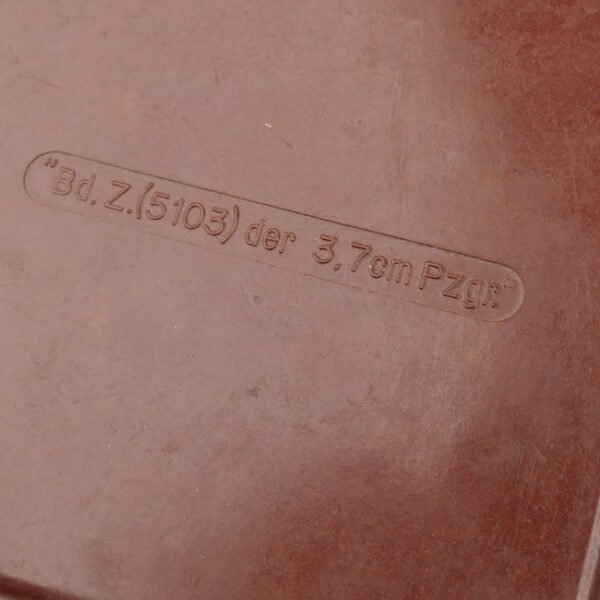 "Bd. Z.(5103) der 3,7cm Pzgr."